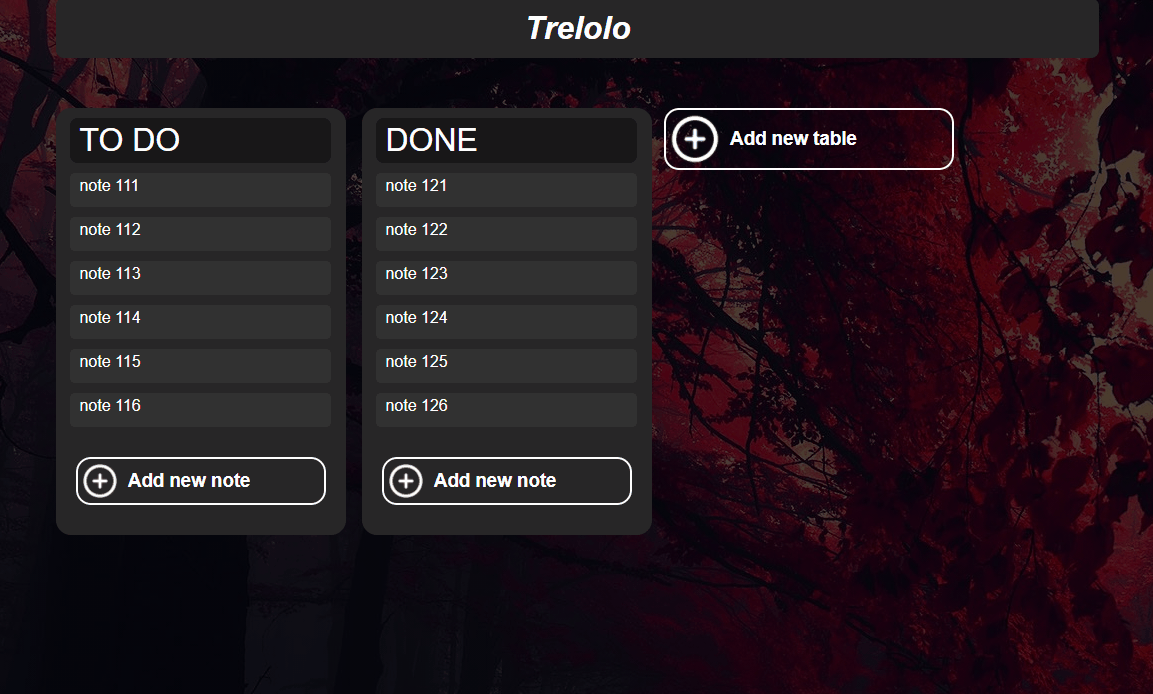 Trelolo
TO DO
note 111
note 112
note 113
note 114
note 115
note 116
Add new note
DONE
note 121
note 122
note 123
note 124
note 125
note 126
Add new note
Add new table